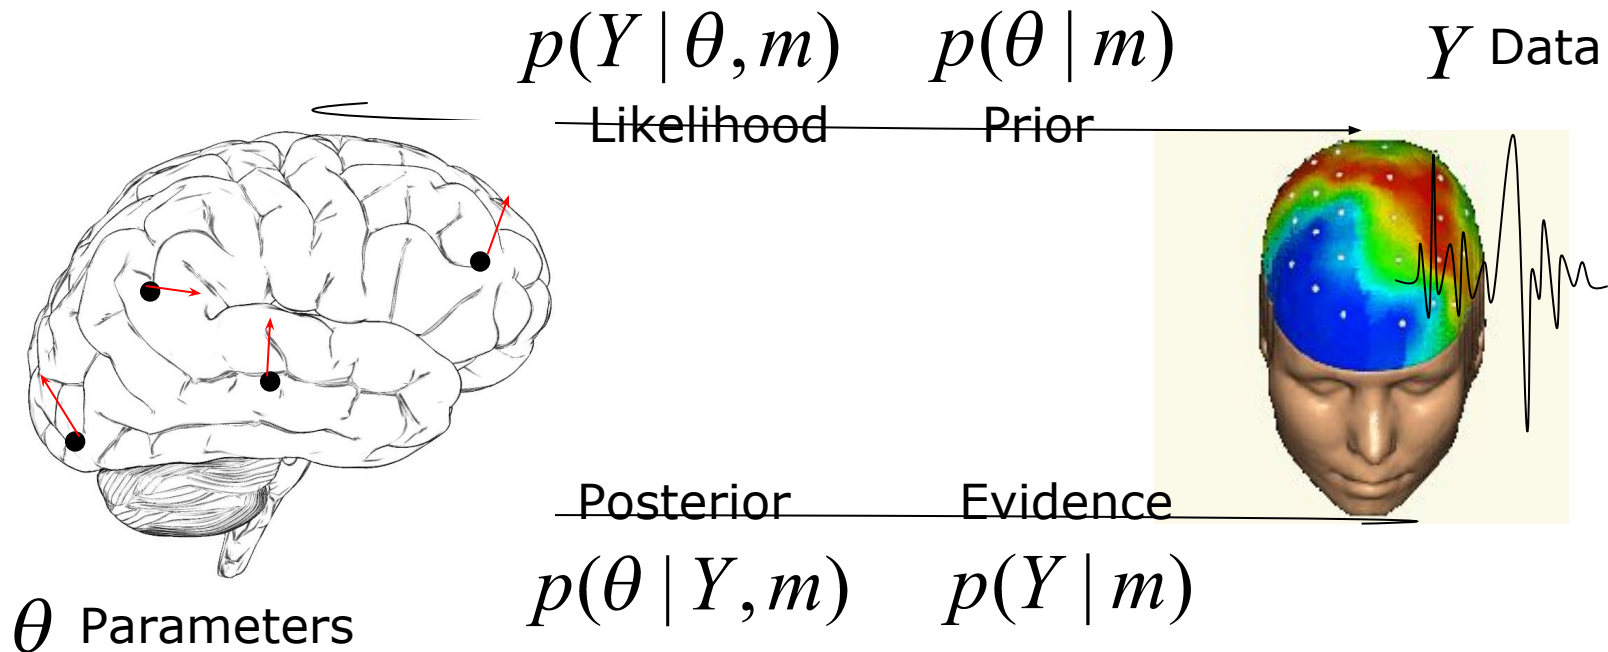 p(Y | θ, m) p(θ | m) Y Data
Likelihood Prior
Posterior Evidence
p(θ | Y, m) p(Y | m)
θ Parameters